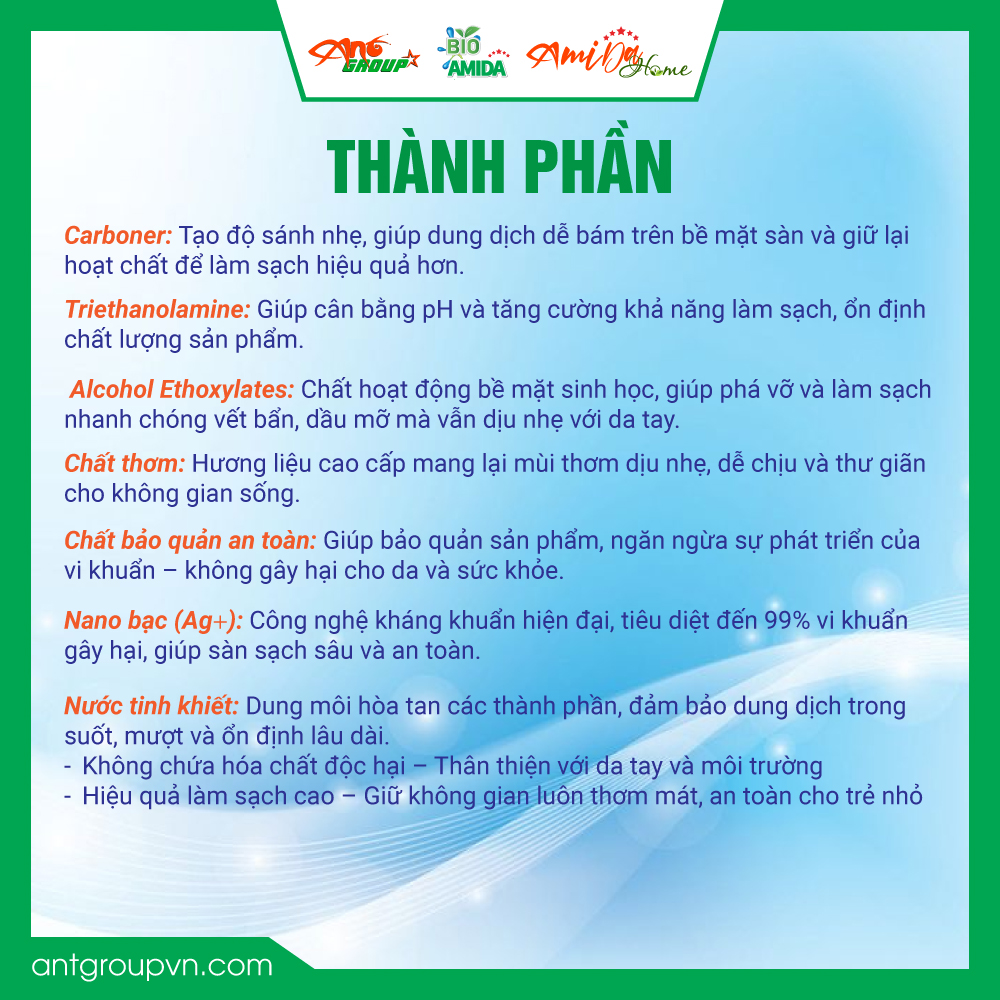 Ant GROUP
BIO AMIDA
AmiDa Home
THÀNH PHẦN
Carboner: Tạo độ sánh nhẹ, giúp dung dịch dễ bám trên bề mặt sàn và giữ lại
hoạt chất để làm sạch hiệu quả hơn.
Triethanolamine: Giúp cân bằng pH và tăng cường khả năng làm sạch, ổn định
chất lượng sản phẩm.
Alcohol Ethoxylates: Chất hoạt động bề mặt sinh học, giúp phá vỡ và làm sạch
nhanh chóng vết bẩn, dầu mỡ mà vẫn dịu nhẹ với da tay.
Chất thơm: Hương liệu cao cấp mang lại mùi thơm dịu nhẹ, dễ chịu và thư giãn
cho không gian sống.
Chất bảo quản an toàn: Giúp bảo quản sản phẩm, ngăn ngừa sự phát triển của
vi khuẩn – không gây hại cho da và sức khỏe.
Nano bạc (Ag+): Công nghệ kháng khuẩn hiện đại, tiêu diệt đến 99% vi khuẩn
gây hại, giúp sàn sạch sâu và an toàn.
Nước tinh khiết: Dung môi hòa tan các thành phần, đảm bảo dung dịch trong
suốt, mượt và ổn định lâu dài.
- Không chứa hóa chất độc hại – Thân thiện với da tay và môi trường
- Hiệu quả làm sạch cao – Giữ không gian luôn thơm mát, an toàn cho trẻ nhỏ
antgroupvn.com